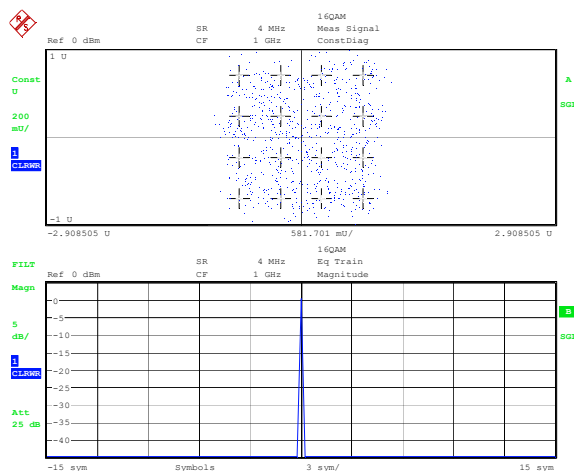 16QAM
SR 4 MHz Meas Signal
Ref 0 dBm CF 1 GHz ConstDiag
1 U
Const
U
200
mU/
1
CLRWR
A
SGL
-1 U
-2.908505 U 581.701 mU/ 2.908505 U
16QAM
FILT SR 4 MHz Eq Train
Ref 0 dBm CF 1 GHz Magnitude
Magn
5
dB/
1
CLRWR
Att
25 dB
B
SGL
0
-5
-10
-15
-20
-25
-30
-35
-40
-15 sym Symbols 3 sym/ 15 sym